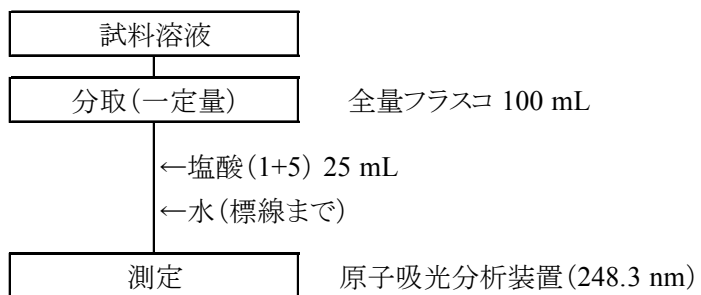 試料溶液
分取(一定量) 全量フラスコ 100 mL
←塩酸(1+5) 25 mL
←水(標線まで)
測定 原子吸光分析装置(248.3 nm)